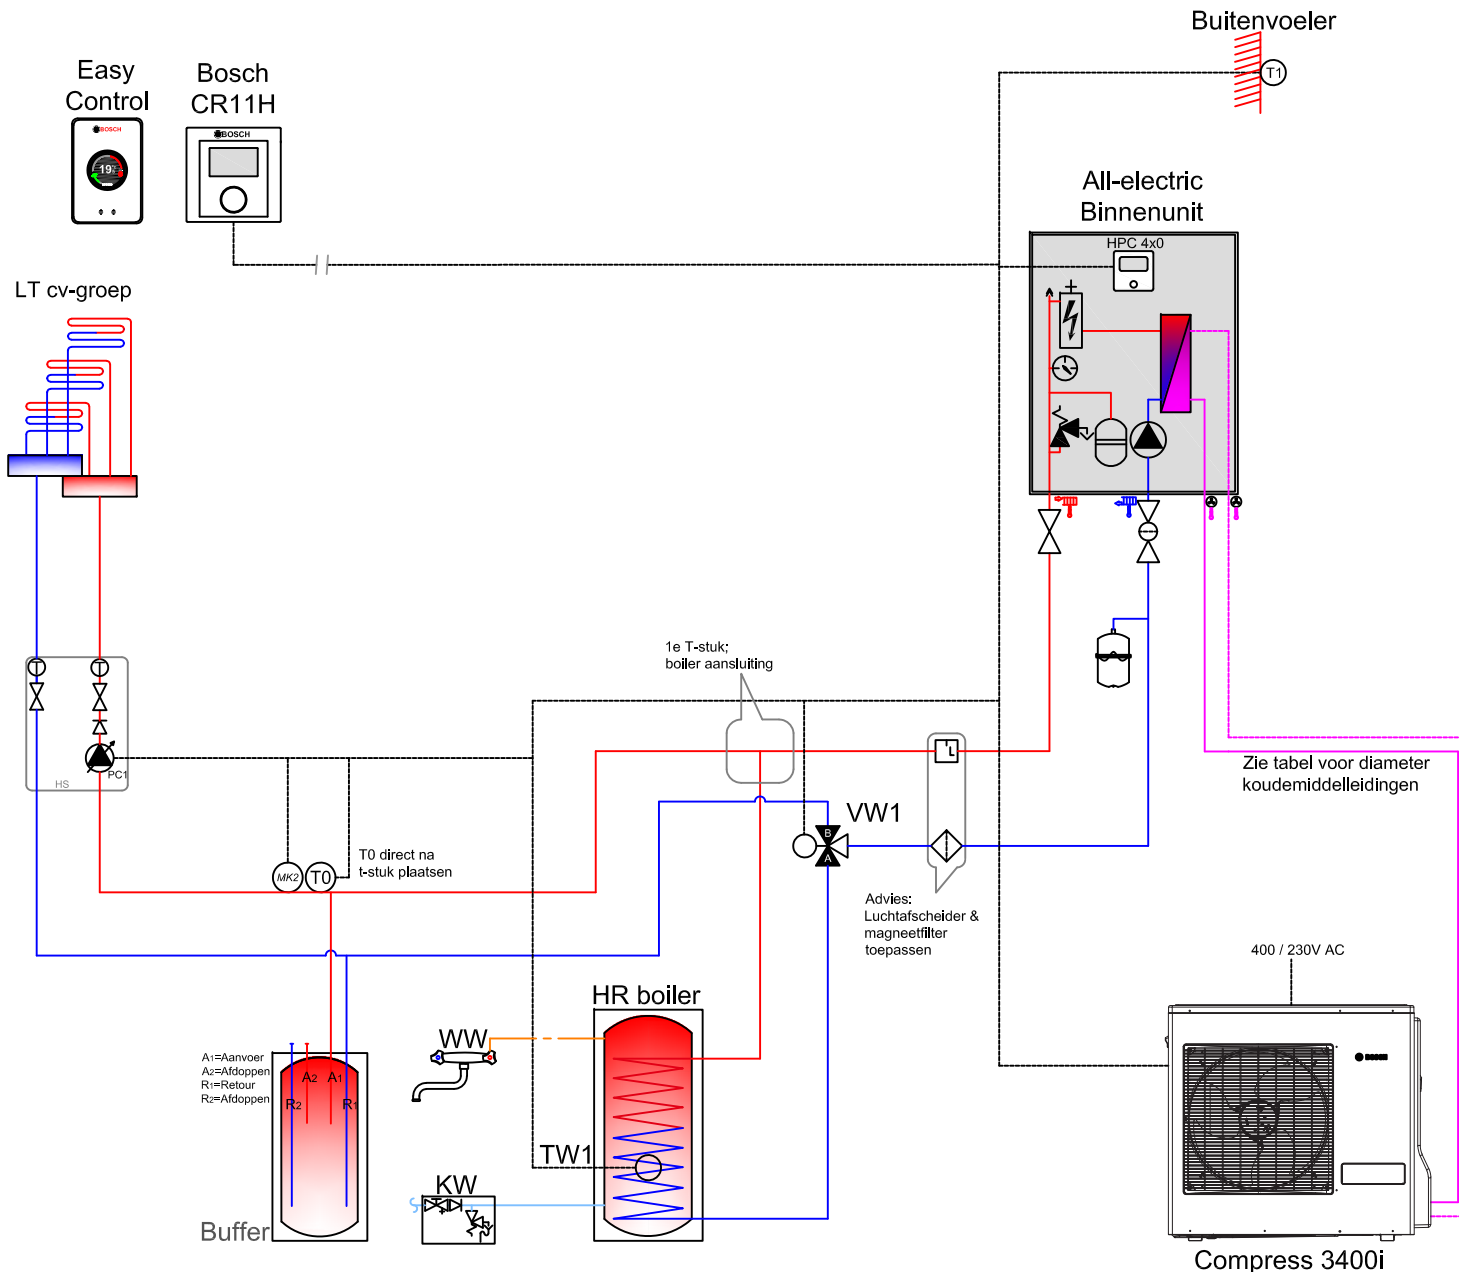 Buitenvoeler
T1
Easy
Control
Bosch
CR11H
BOSCH
19
BOSCH
All-electric
Binnenunit
HPC 4x0
LT cv-groep
1e T-stuk;
boiler aansluiting
T
T
PC1
HS
Zie tabel voor diameter
koudemiddelleidingen
L
VW1
B
A
MK2
T0
T0 direct na
t-stuk plaatsen
Advies:
Luchtafscheider &
magneetfilter
toepassen
400 / 230V AC
HR boiler
WW
A1=Aanvoer
A2=Afdoppen
R1=Retour
R2=Afdoppen
A2
A1
R2
R1
BOSCH
TW1
KW
Buffer
Compress 3400i